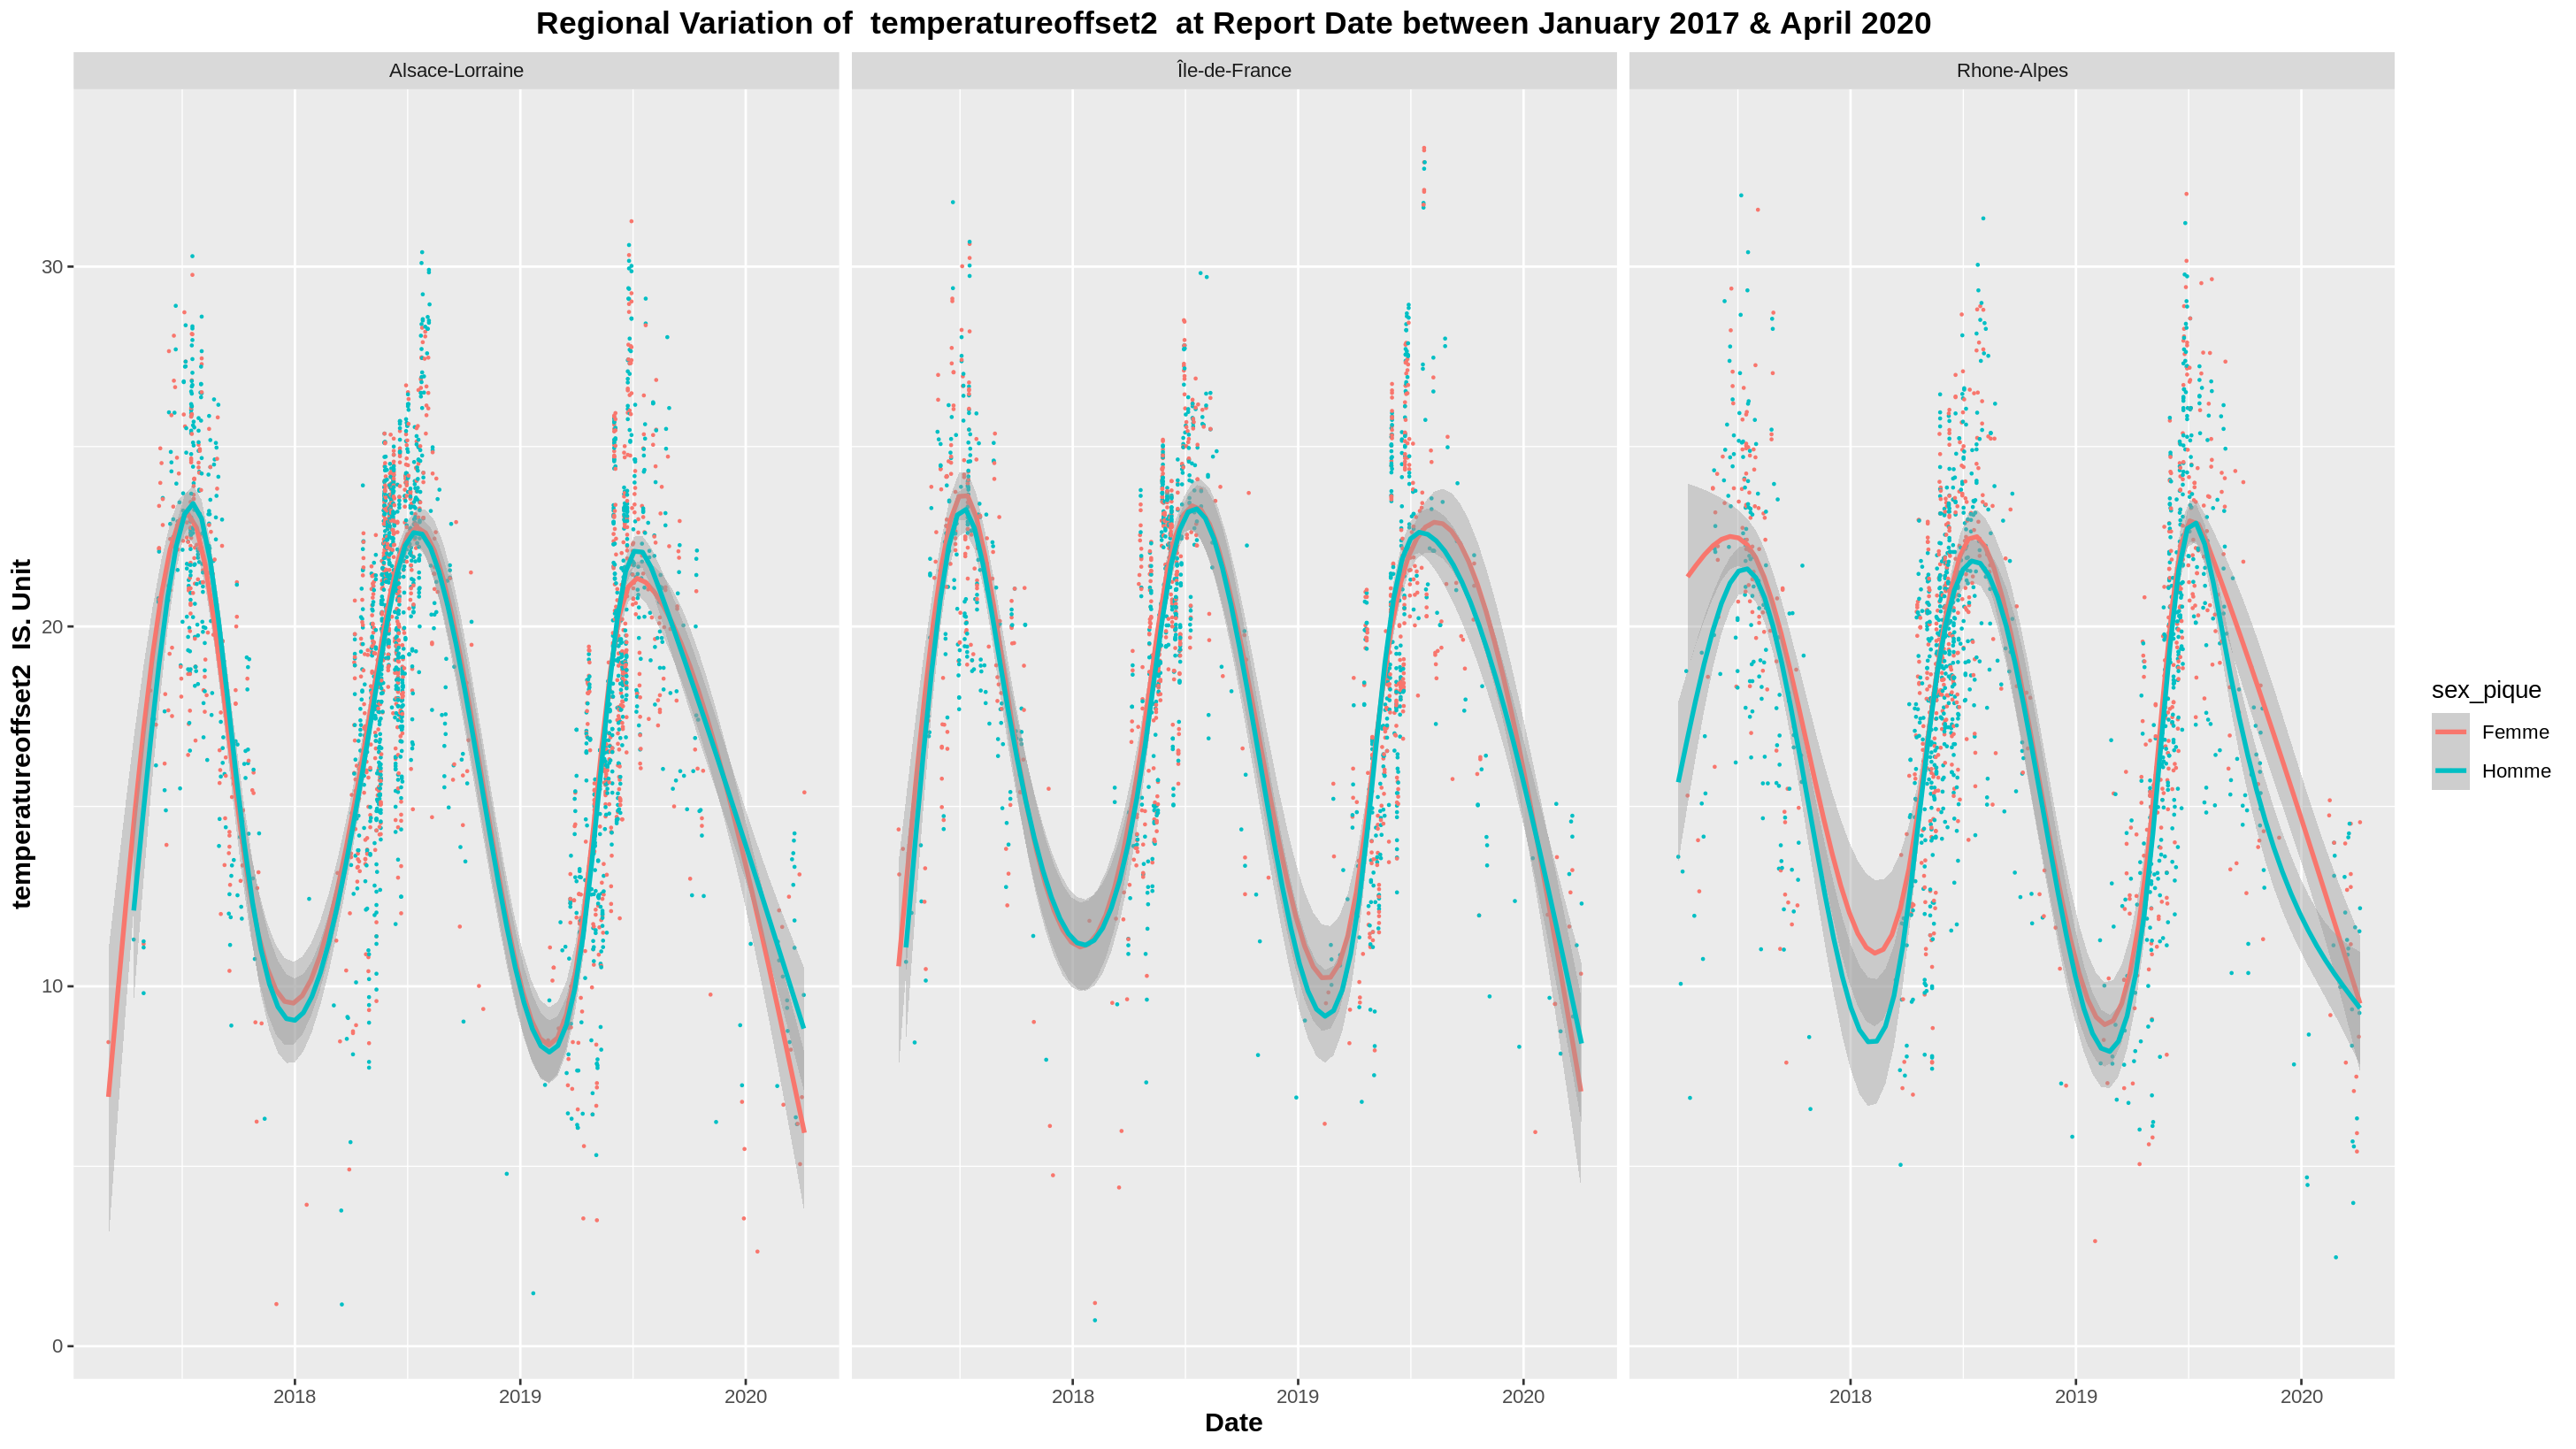 Regional Variation of  temperatureoffset2  at Report Date between January 2017 & April 2020
Alsace-Lorraine
Île-de-France
Rhone-Alpes
temperatureoffset2  IS. Unit
30
20
10
0
2018
2019
2020
2018
2019
2020
2018
2019
2020
Date
sex_pique
Femme
Homme